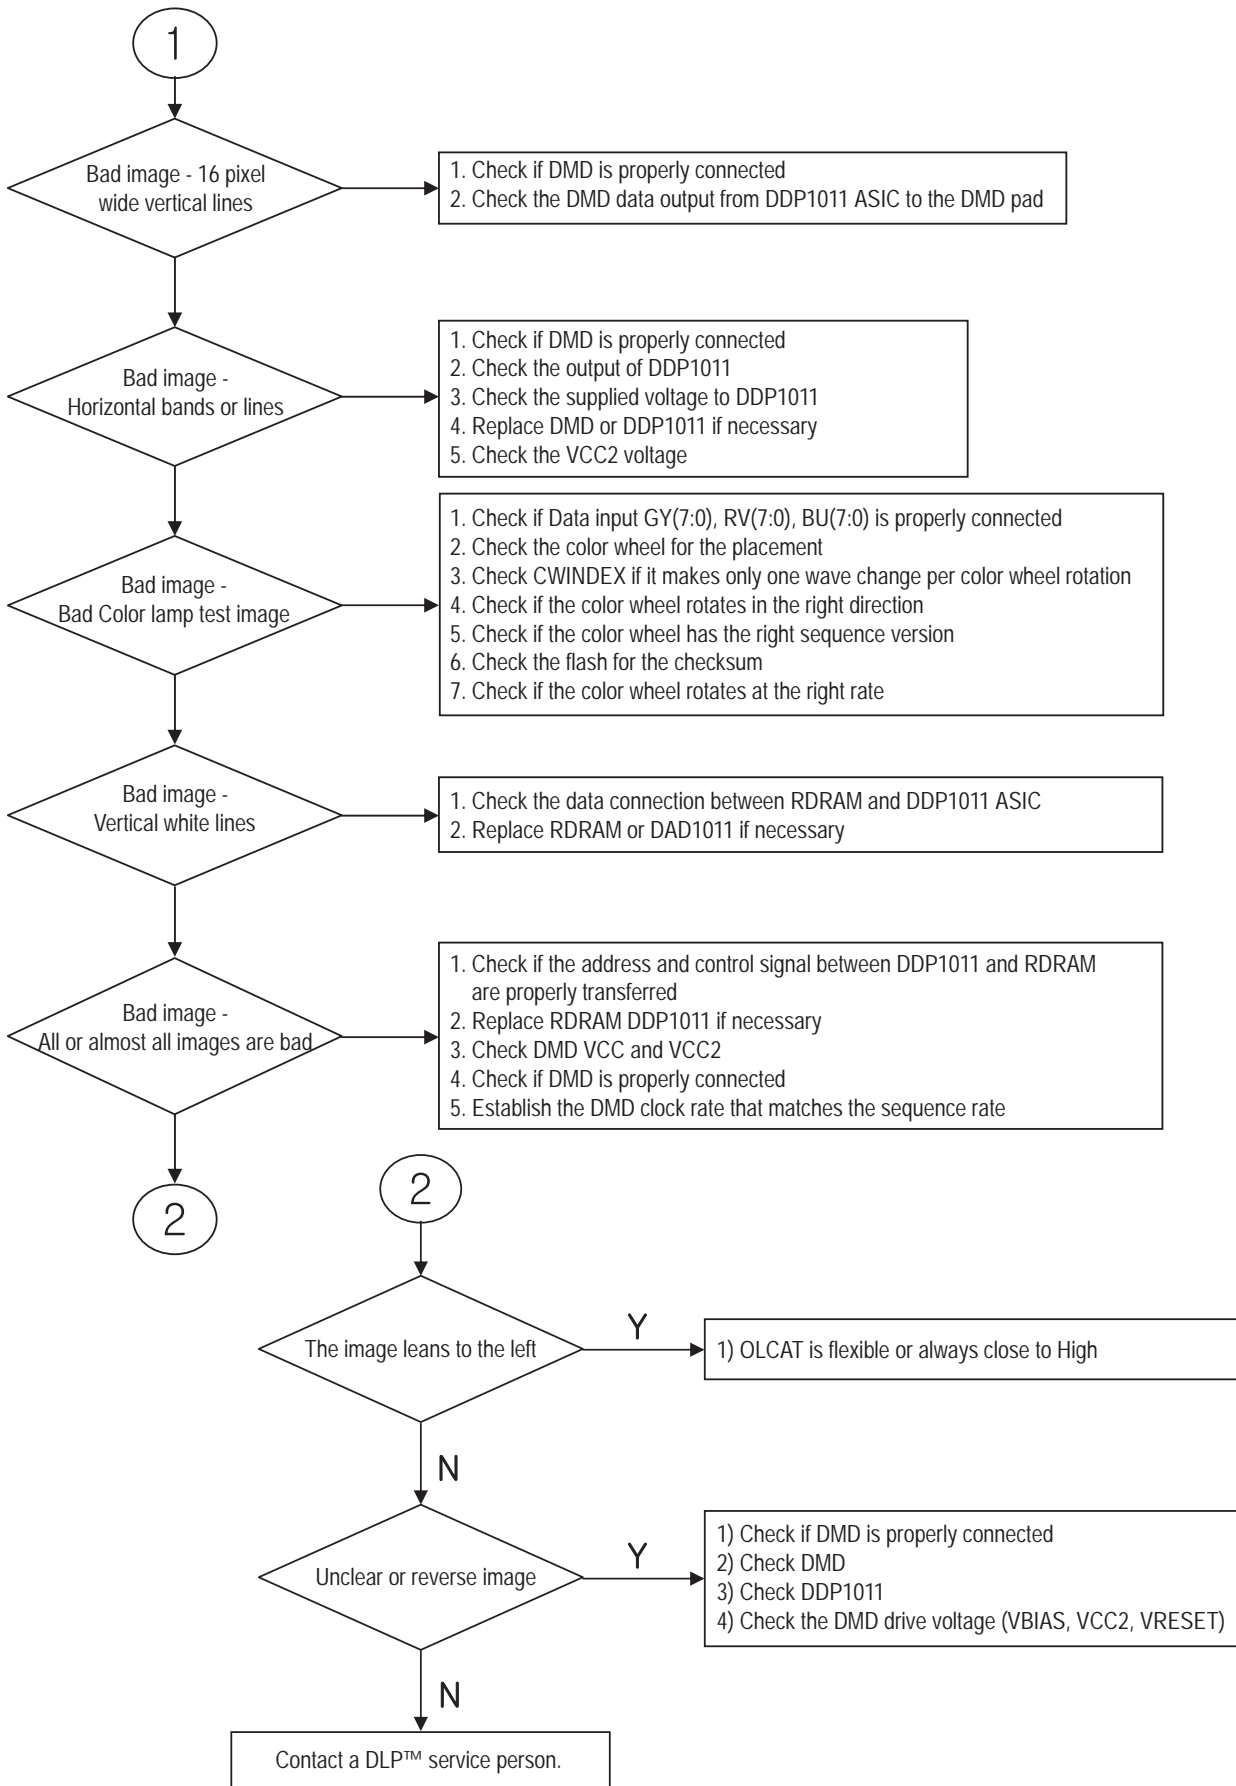 1
Bad image - 16 pixel
wide vertical lines
1. Check if DMD is properly connected
2. Check the DMD data output from DDP1011 ASIC to the DMD pad
Bad image -
Horizontal bands or lines
1. Check if DMD is properly connected
2. Check the output of DDP1011
3. Check the supplied voltage to DDP1011
4. Replace DMD or DDP1011 if necessary
5. Check the VCC2 voltage
Bad image -
Bad Color lamp test image
1. Check if Data input GY(7:0), RV(7:0), BU(7:0) is properly connected
2. Check the color wheel for the placement
3. Check CWINDEX if it makes only one wave change per color wheel rotation
4. Check if the color wheel rotates in the right direction
5. Check if the color wheel has the right sequence version
6. Check the flash for the checksum
7. Check if the color wheel rotates at the right rate
Bad image -
Vertical white lines
1. Check the data connection between RDRAM and DDP1011 ASIC
2. Replace RDRAM or DAD1011 if necessary
Bad image -
All or almost all images are bad
1. Check if the address and control signal between DDP1011 and RDRAM
are properly transferred
2. Replace RDRAM DDP1011 if necessary
3. Check DMD VCC and VCC2
4. Check if DMD is properly connected
5. Establish the DMD clock rate that matches the sequence rate
2
2
The image leans to the left
Y
1) OLCAT is flexible or always close to High
N
Unclear or reverse image
Y
1) Check if DMD is properly connected
2) Check DMD
3) Check DDP1011
4) Check the DMD drive voltage (VBIAS, VCC2, VRESET)
N
Contact a DLP™ service person.